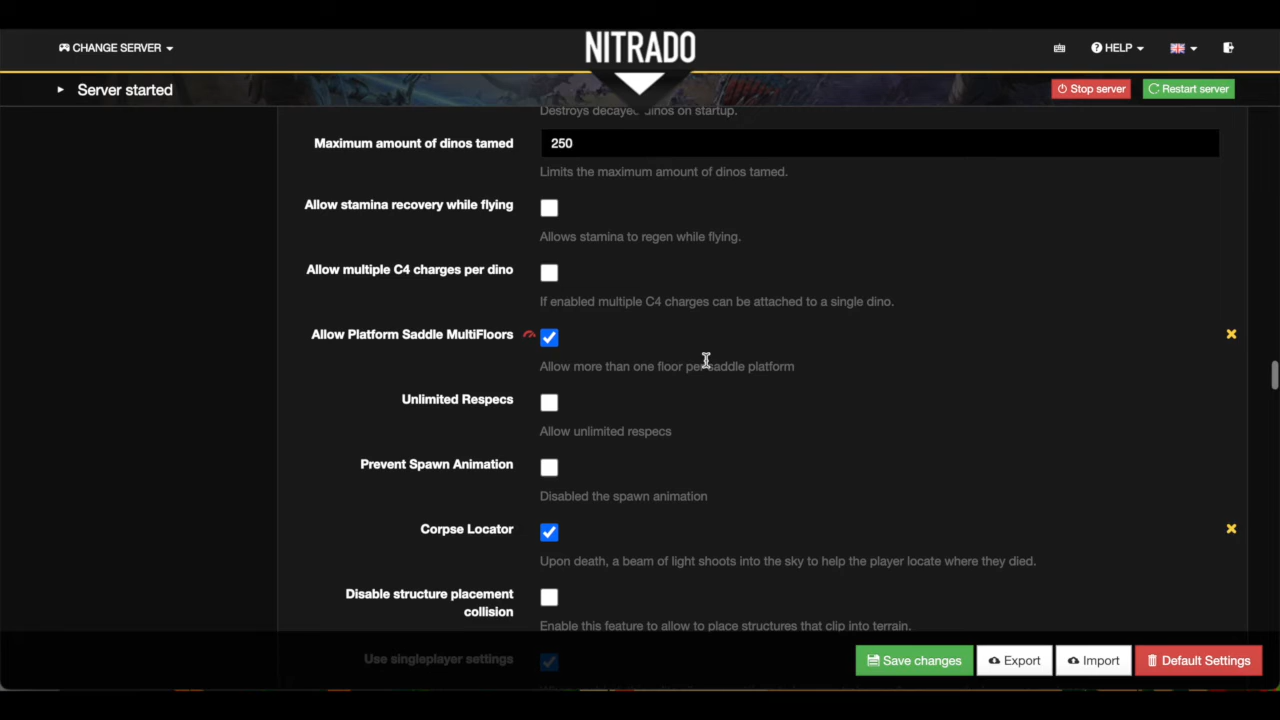 CHANGE SERVER
NITRADO
HELP
Server started
Stop server
Restart server
Destroys decayed dinos on startup.
Maximum amount of dinos tamed
250
Limits the maximum amount of dinos tamed.
Allow stamina recovery while flying
Allows stamina to regen while flying.
Allow multiple C4 charges per dino
If enabled multiple C4 charges can be attached to a single dino.
Allow Platform Saddle MultiFloors
Allow more than one floor per saddle platform
Unlimited Respecs
Allow unlimited respecs
Prevent Spawn Animation
Disabled the spawn animation
Corpse Locator
Upon death, a beam of light shoots into the sky to help the player locate where they died.
Disable structure placement
collision
Enable this feature to allow to place structures that clip into terrain.
Use singleplayer settings
Save changes
Export
Import
Default Settings